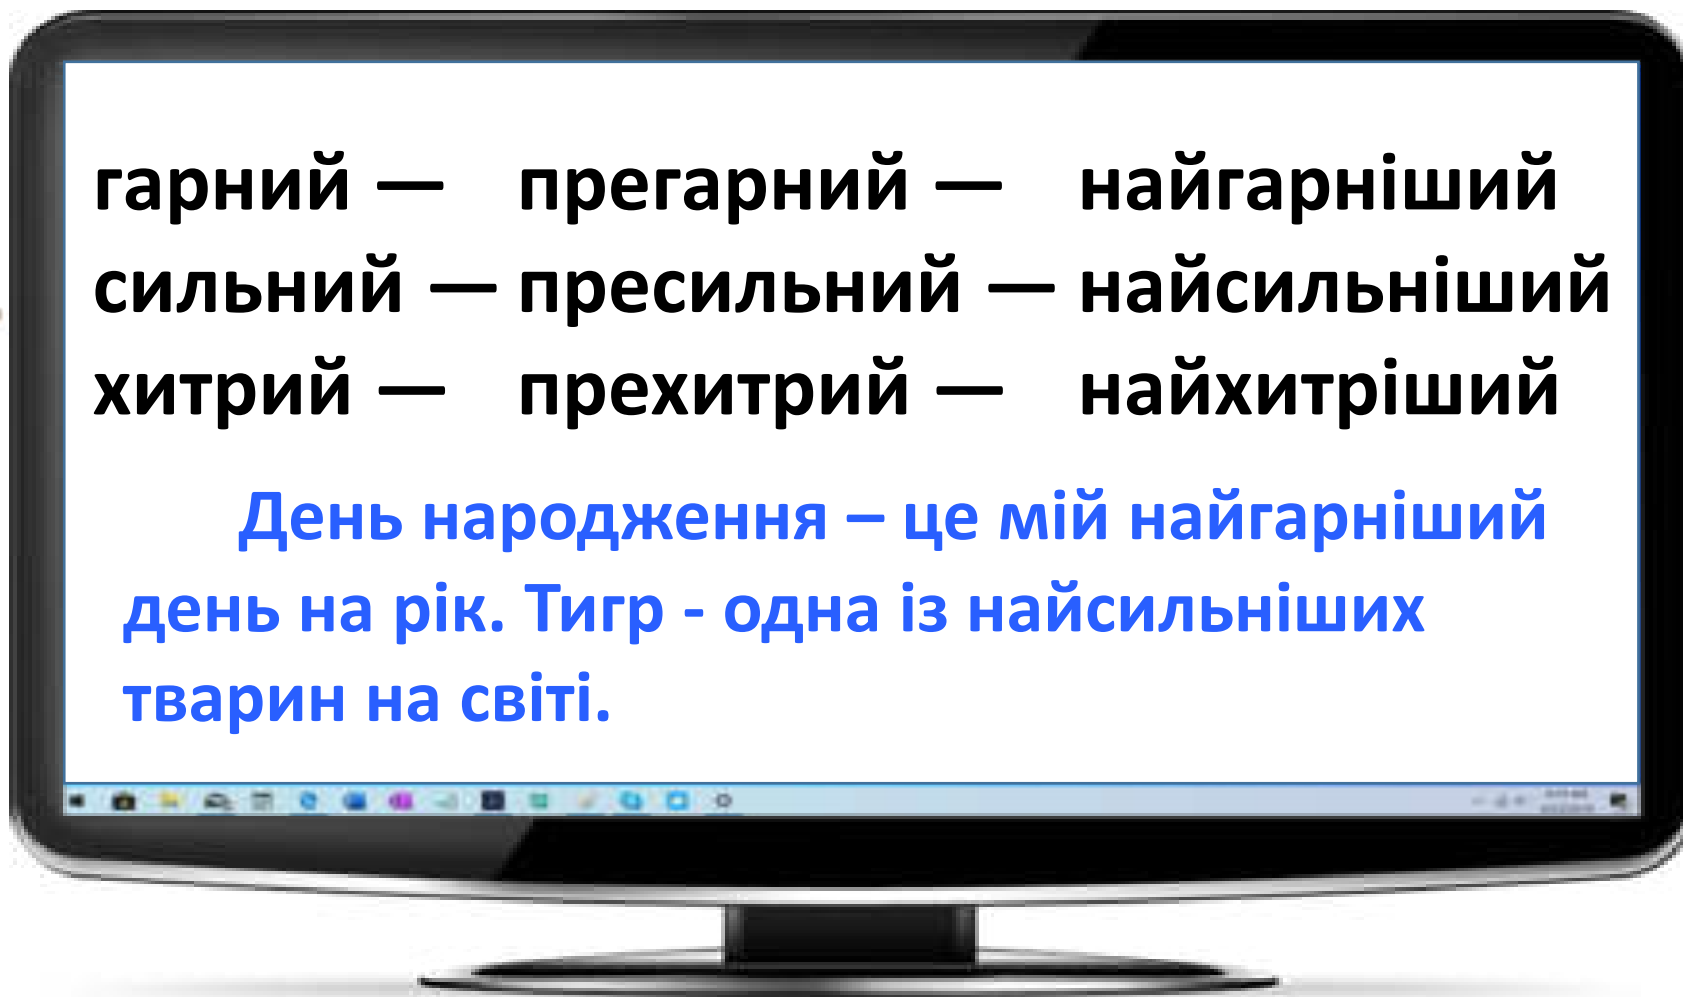 гарний — прегарний — найгарніший
сильний — пресильний — найсильніший
хитрий — прехитрий — найхитріший
День народження – це мій найгарніший
день на рік. Тигр - одна із найсильніших
тварин на світі.